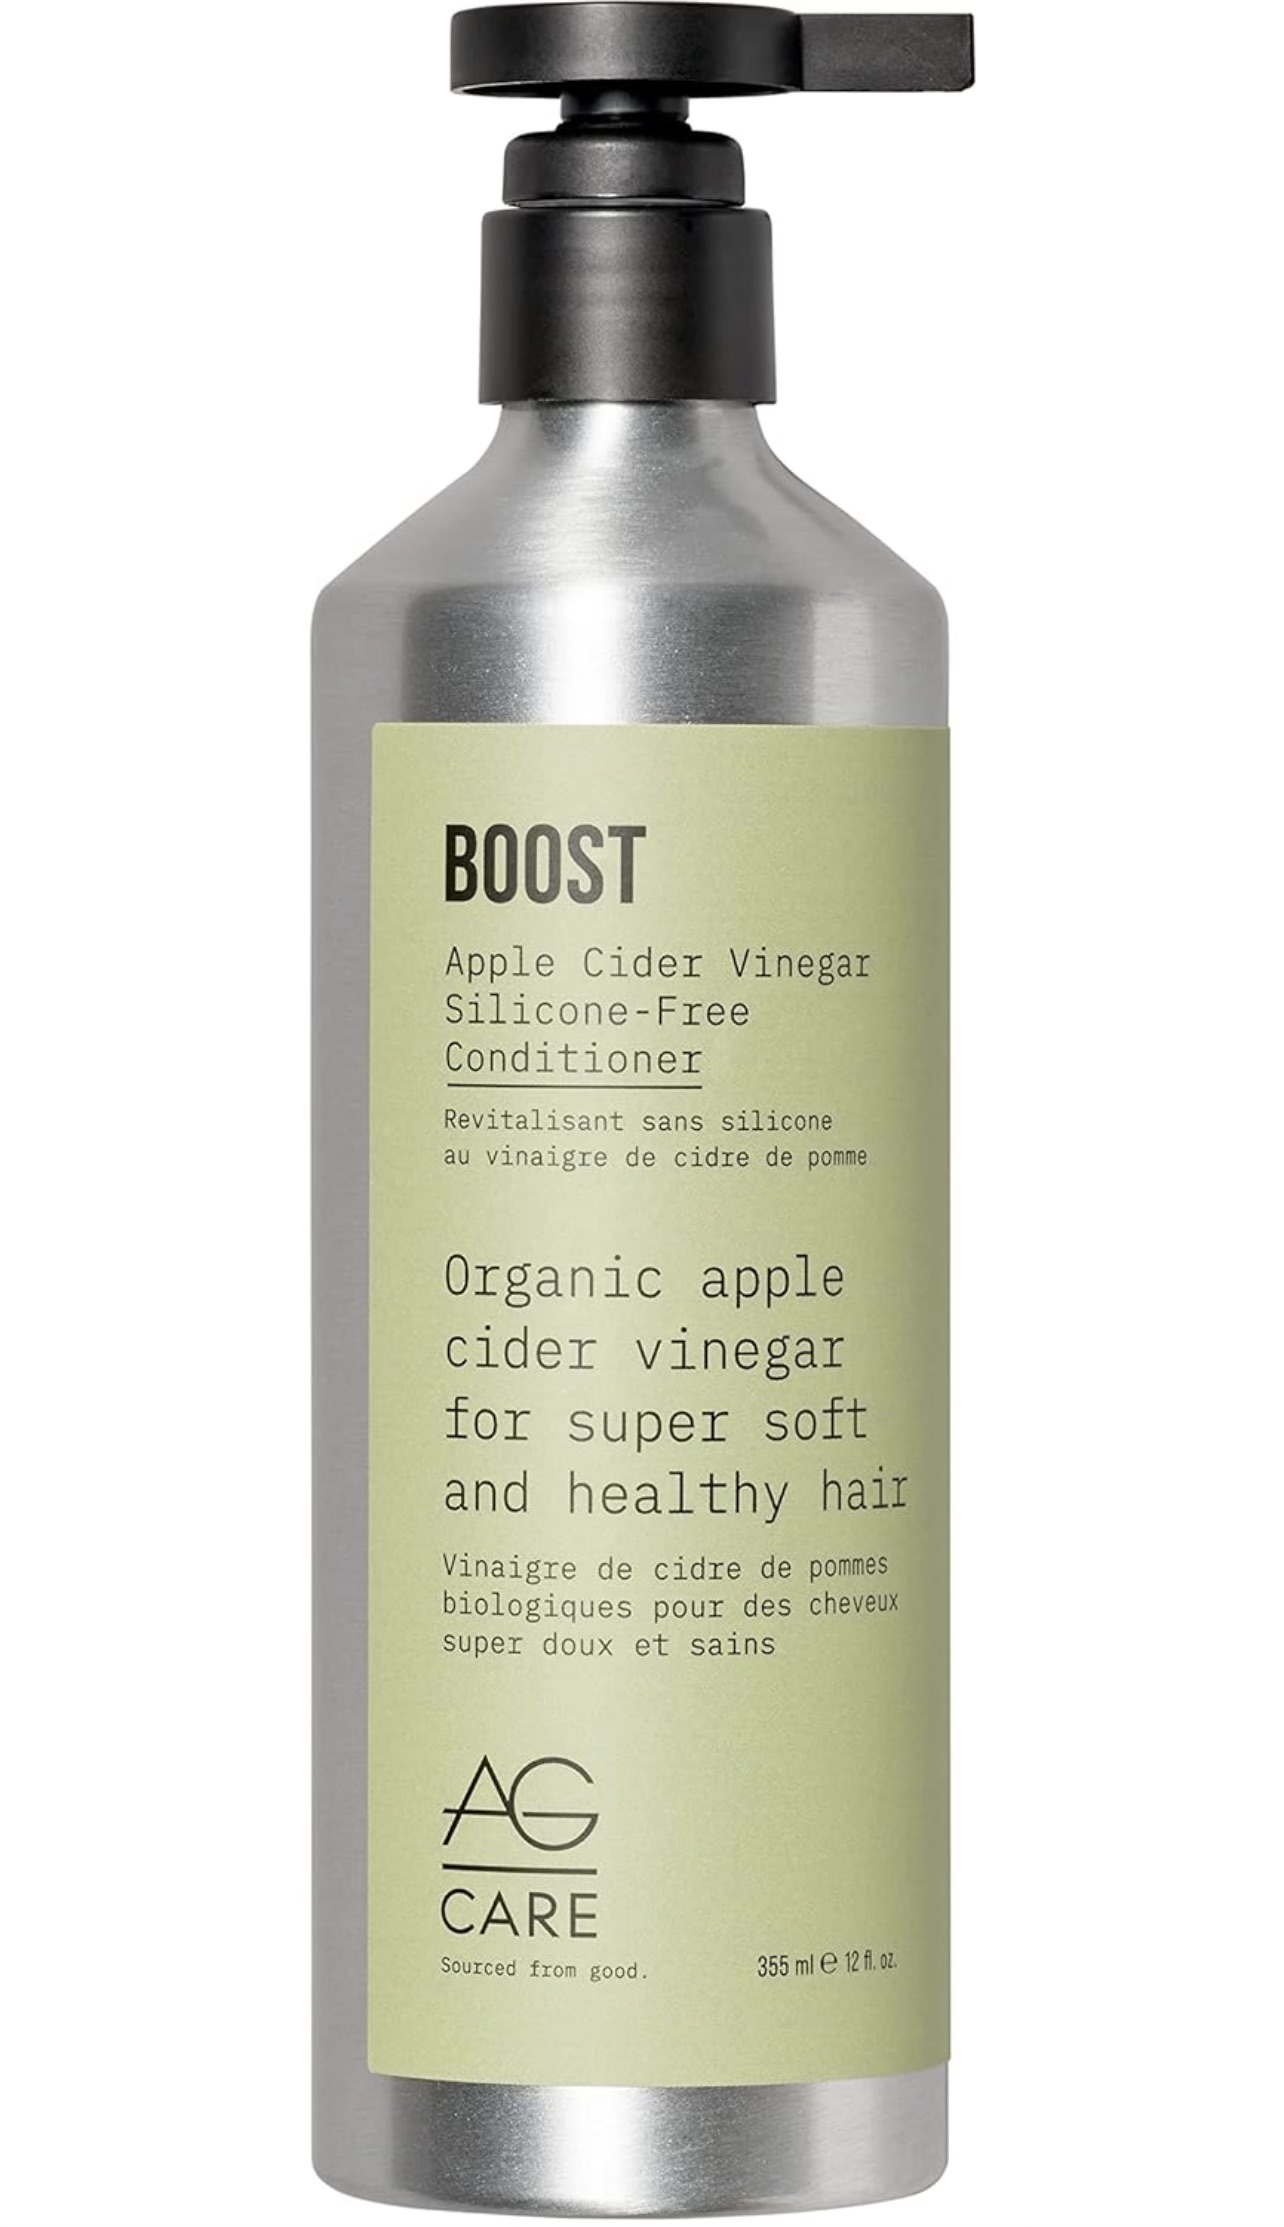 BOOST
Apple Cider Vinegar
Silicone-Free
Conditioner
Revitalisant sans silicone
au vinaigre de cidre de pomme
Organic apple
cider vinegar
for super soft
and healthy hair
Vinaigre de cidre de pommes
biologiques pour des cheveux
super doux et sains
AG
CARE
Sourced from good.
355 ml ℮ 12 fl. oz.